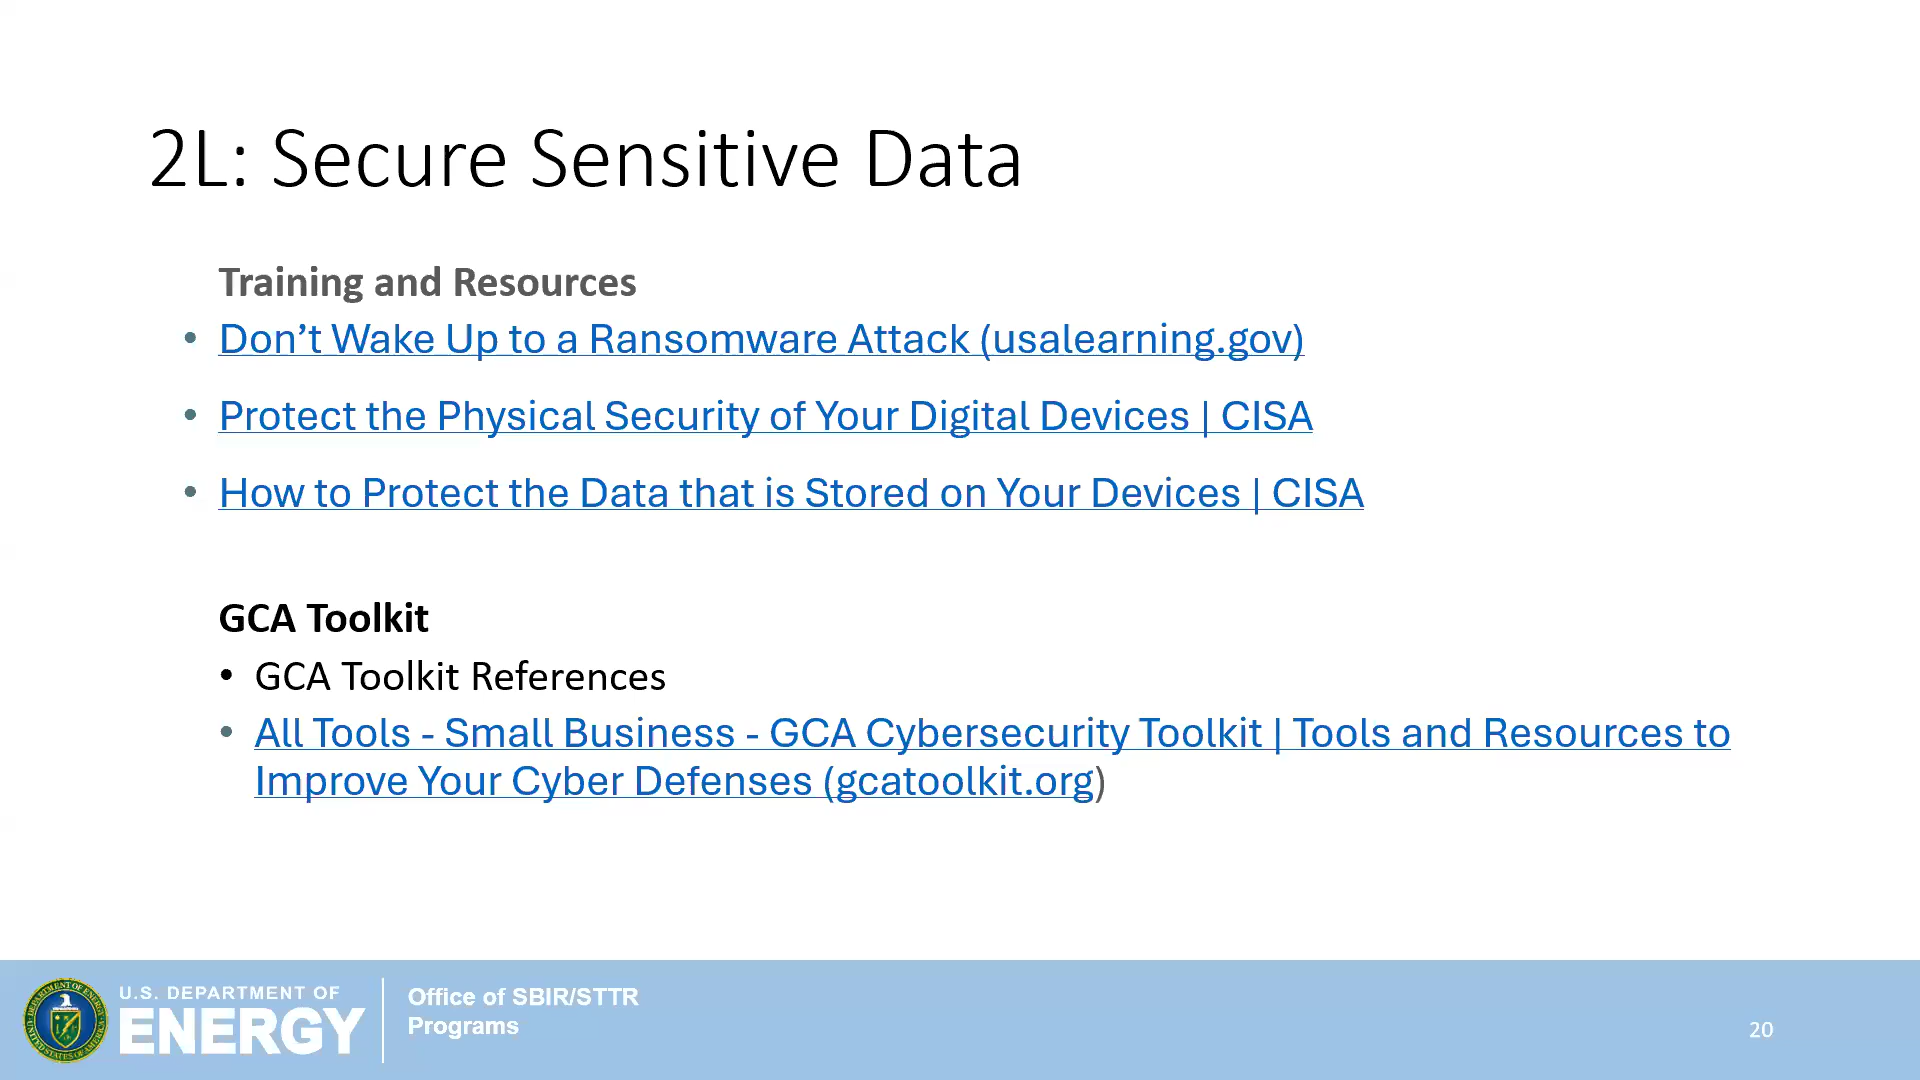 2L: Secure Sensitive Data
Training and Resources
• Don’t Wake Up to a Ransomware Attack (usalearning.gov)
• Protect the Physical Security of Your Digital Devices | CISA
• How to Protect the Data that is Stored on Your Devices | CISA
GCA Toolkit
• GCA Toolkit References
• All Tools - Small Business - GCA Cybersecurity Toolkit | Tools and Resources to
Improve Your Cyber Defenses (gcatoolkit.org)
U.S. DEPARTMENT OF
ENERGY
Office of SBIR/STTR
Programs
20